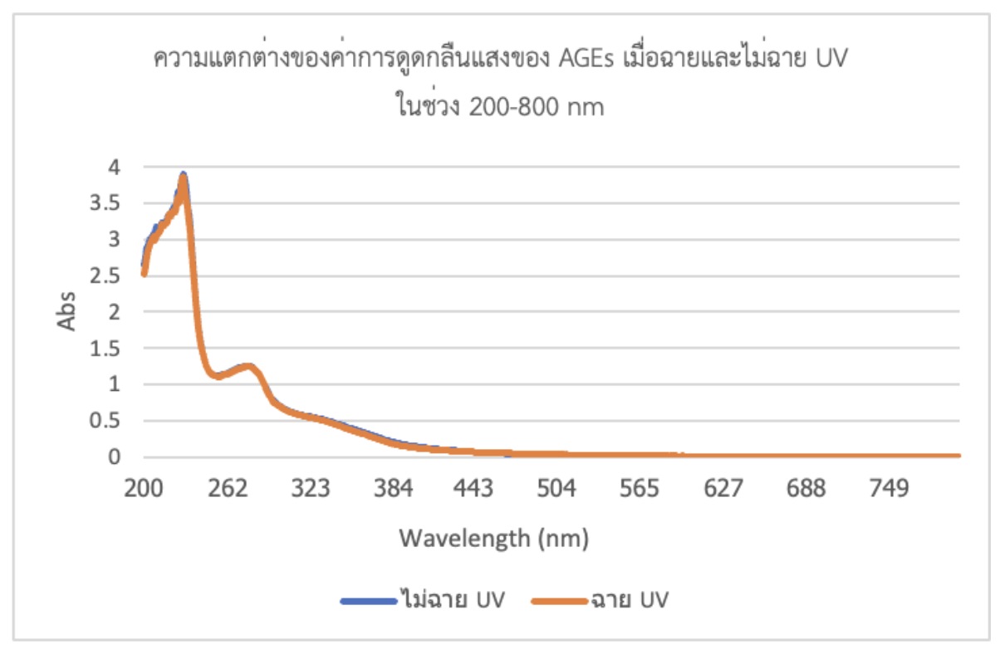 ความแตกต่างของค่าการดูดกลืนแสงของ AGEs เมื่อฉายและไม่ฉาย UV
ในช่วง 200-800 nm
4
3.5
3
2.5
2
1.5
1
0.5
0
Abs
200 262 323 384 443 504 565 627 688 749
Wavelength (nm)
ไม่ฉาย UV ฉาย UV